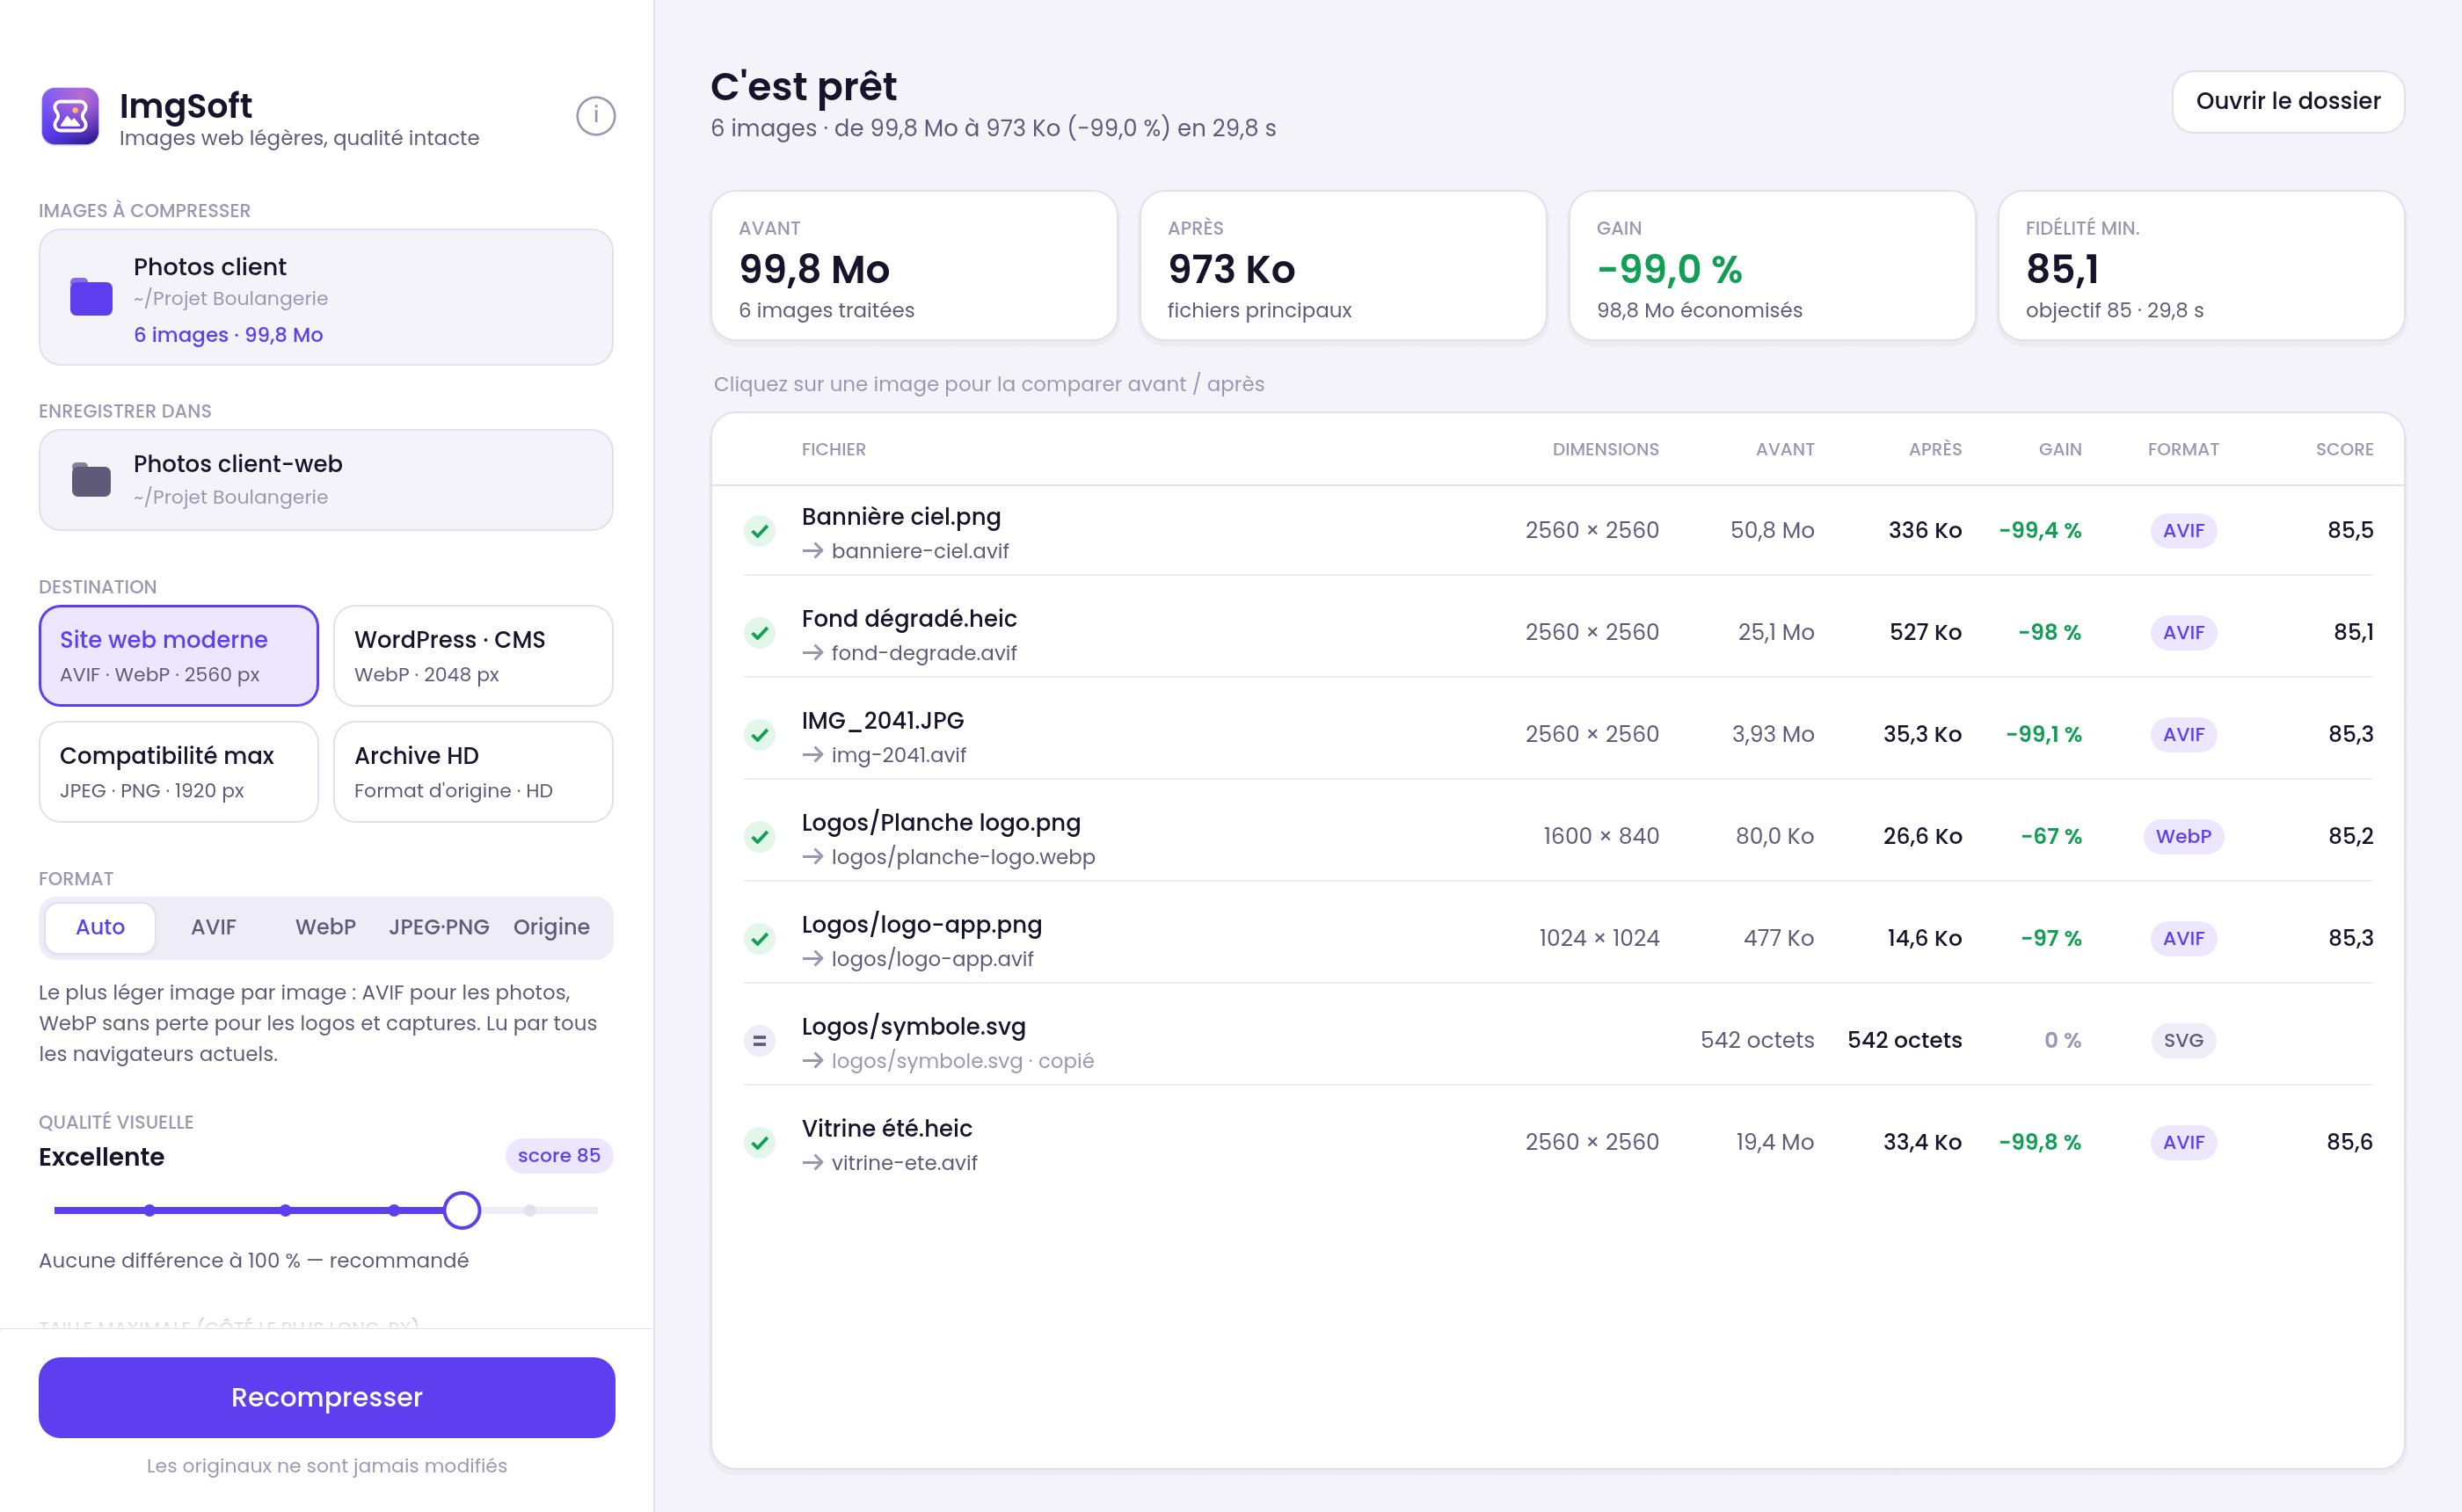 ImgSoft
Images web légères, qualité intacte
i
IMAGES À COMPRESSER
Photos client
~/Projet Boulangerie
6 images · 99,8 Mo
ENREGISTRER DANS
Photos client-web
~/Projet Boulangerie
DESTINATION
Site web moderne
AVIF · WebP · 2560 px
WordPress · CMS
WebP · 2048 px
Compatibilité max
JPEG · PNG · 1920 px
Archive HD
Format d'origine · HD
FORMAT
Auto AVIF WebP JPEG·PNG Origine
Le plus léger image par image : AVIF pour les photos,
WebP sans perte pour les logos et captures. Lu par tous
les navigateurs actuels.
QUALITÉ VISUELLE
Excellente score 85
Aucune différence à 100 % — recommandé
TAILLE MAXIMALE (CÔTÉ LE PLUS LONG, PX)
Recompresser
Les originaux ne sont jamais modifiés
C'est prêt
6 images · de 99,8 Mo à 973 Ko (-99,0 %) en 29,8 s
Ouvrir le dossier
AVANT
99,8 Mo
6 images traitées
APRÈS
973 Ko
fichiers principaux
GAIN
-99,0 %
98,8 Mo économisés
FIDÉLITÉ MIN.
85,1
objectif 85 · 29,8 s
Cliquez sur une image pour la comparer avant / après
FICHIER DIMENSIONS AVANT APRÈS GAIN FORMAT SCORE
Bannière ciel.png 2560 × 2560 50,8 Mo 336 Ko -99,4 % AVIF 85,5
→ banniere-ciel.avif
Fond dégradé.heic 2560 × 2560 25,1 Mo 527 Ko -98 % AVIF 85,1
→ fond-degrade.avif
IMG_2041.JPG 2560 × 2560 3,93 Mo 35,3 Ko -99,1 % AVIF 85,3
→ img-2041.avif
Logos/Planche logo.png 1600 × 840 80,0 Ko 26,6 Ko -67 % WebP 85,2
→ logos/planche-logo.webp
Logos/logo-app.png 1024 × 1024 477 Ko 14,6 Ko -97 % AVIF 85,3
→ logos/logo-app.avif
Logos/symbole.svg 542 octets 542 octets 0 % SVG
→ logos/symbole.svg · copié
Vitrine été.heic 2560 × 2560 19,4 Mo 33,4 Ko -99,8 % AVIF 85,6
→ vitrine-ete.avif